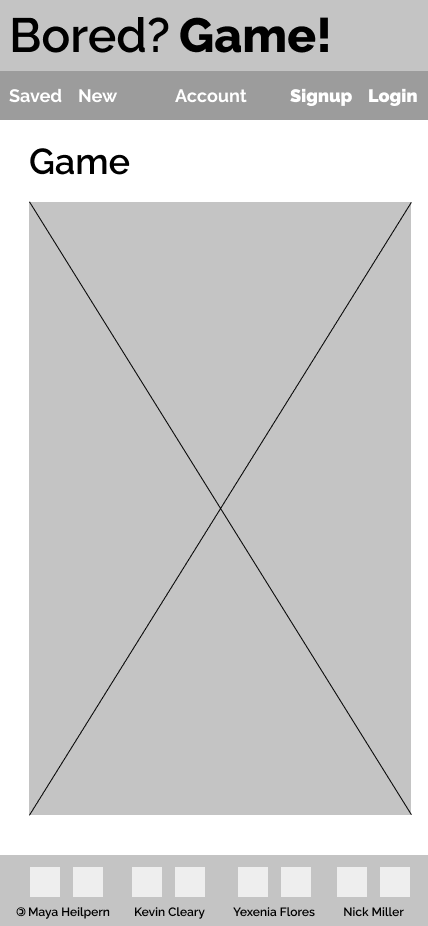 Bored? Game!
Saved New Account Signup Login
Game
© Maya Heilpern Kevin Cleary Yexenia Flores Nick Miller